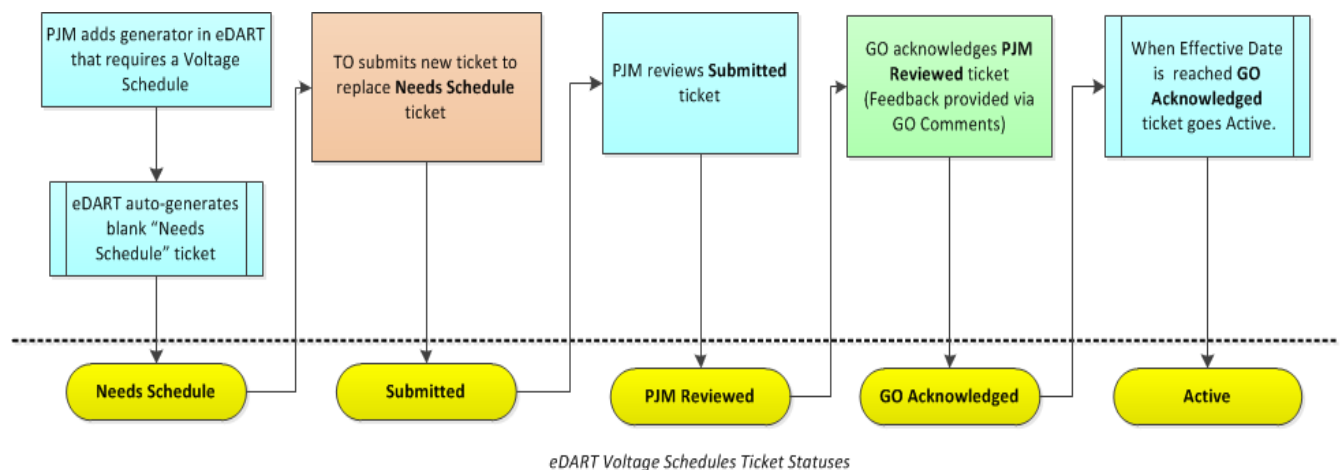 PJM adds generator in eDART
that requires a Voltage
Schedule
eDART auto-generates
blank “Needs
Schedule” ticket
TO submits new ticket to
replace Needs Schedule
ticket
PJM reviews Submitted
ticket
GO acknowledges PJM
Reviewed ticket
(Feedback provided via
GO Comments)
When Effective Date
is reached GO
Acknowledged
ticket goes Active.
Needs Schedule
Submitted
PJM Reviewed
GO Acknowledged
Active
eDART Voltage Schedules Ticket Statuses